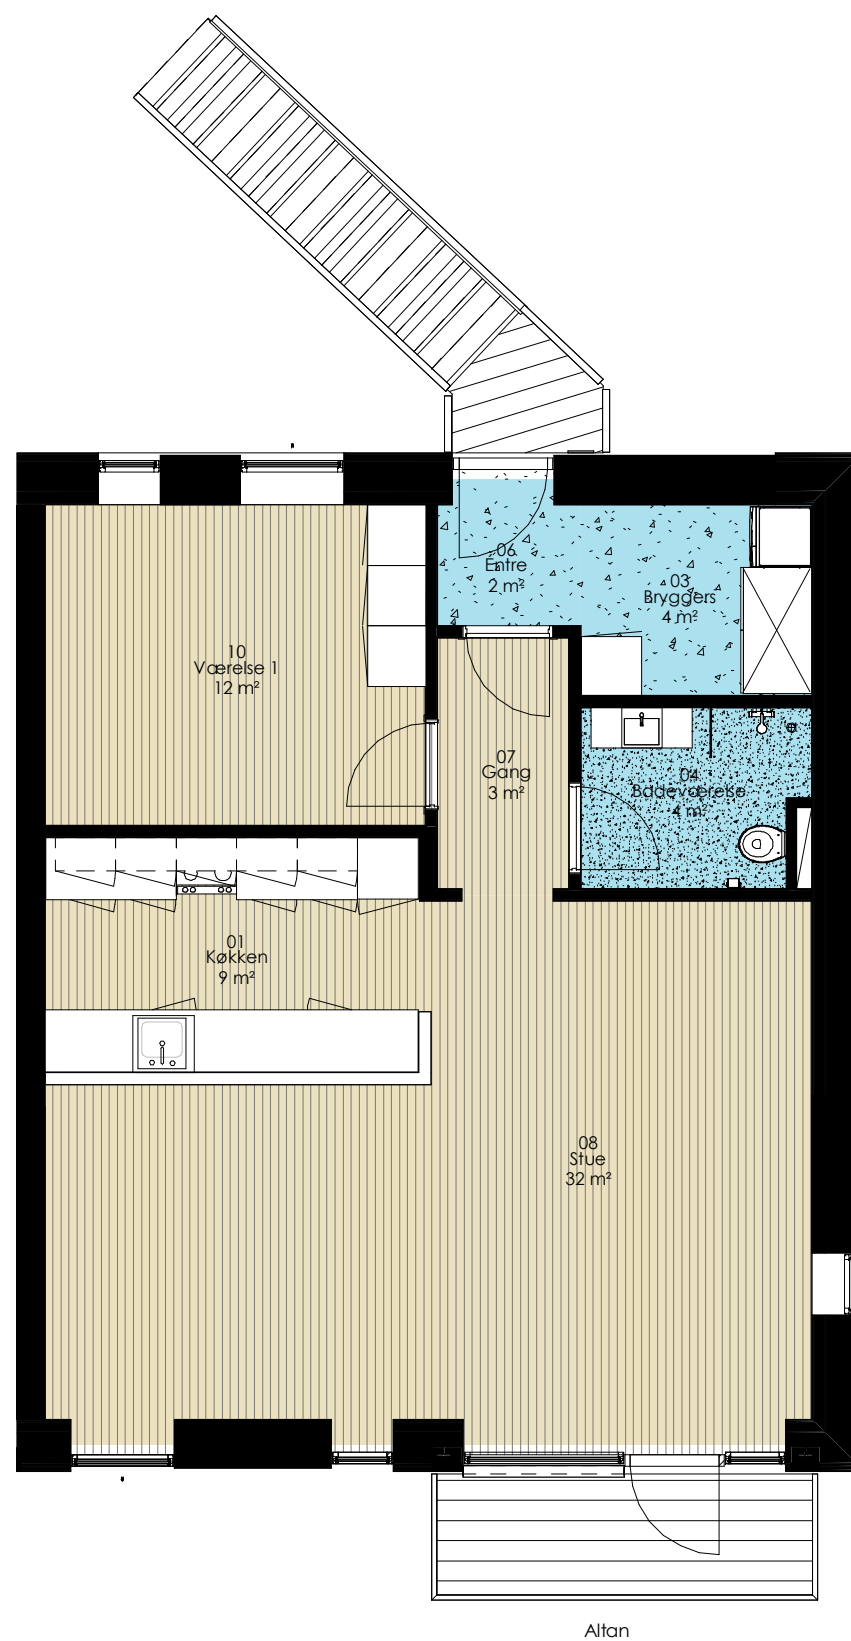 06
Entre
2 m²
03
Bryggers
4 m²
10
Værelse 1
12 m²
07
Gang
3 m²
04
Badeværelse
4 m²
01
Køkken
9 m²
08
Stue
32 m²
Altan